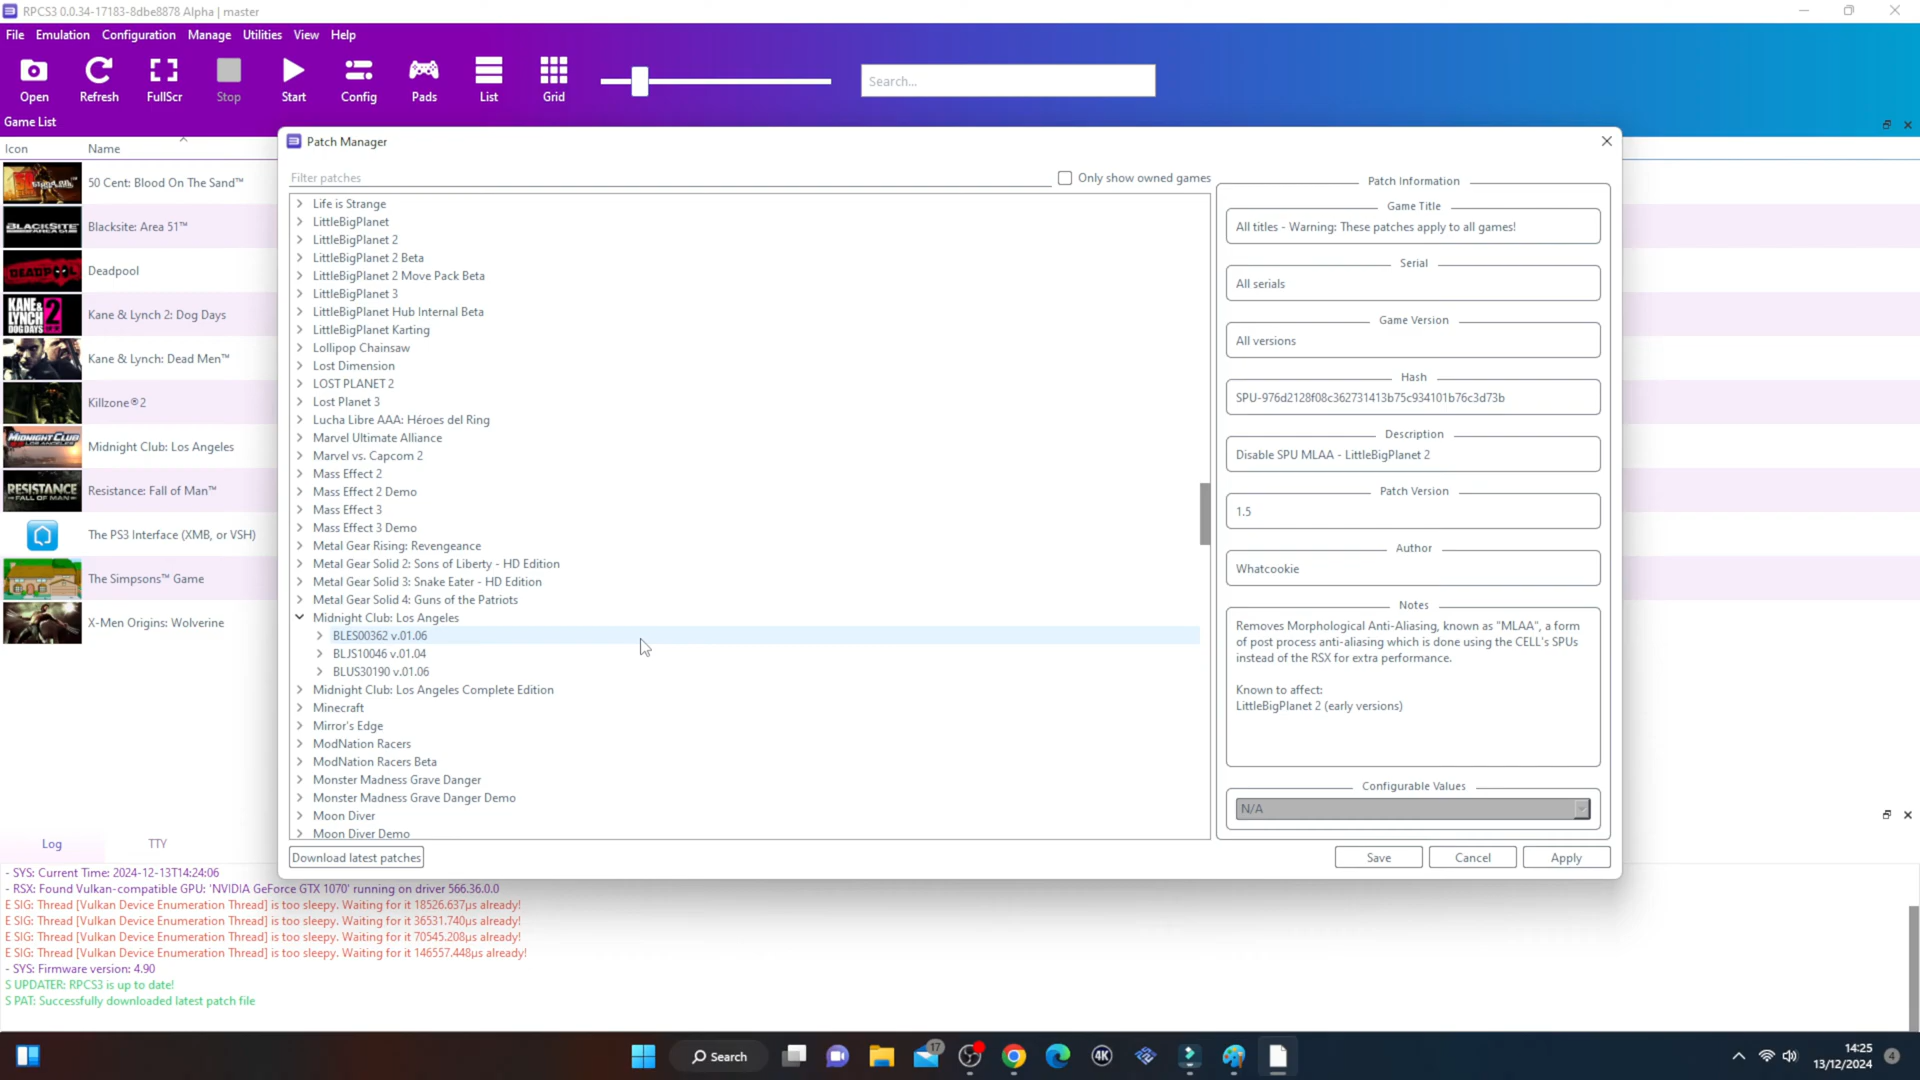 RPCS3 0.0.34-17183-8dbe8878 Alpha | master
File Emulation Configuration Manage Utilities View Help
Open Refresh FullScr Stop Start Config Pads List Grid Search...
Game List
Icon Name
50 Cent: Blood On The Sand™
BLACKSITE AREA 51 Blacksite: Area 51™
DEADPOOL Deadpool
KANE & LYNCH 2 DOG DAYS Kane & Lynch 2: Dog Days
Kane & Lynch: Dead Men™
Killzone®2
MIDNIGHT CLUB LOS ANGELES Midnight Club: Los Angeles
RESISTANCE FALL OF MAN Resistance: Fall of Man™
The PS3 Interface (XMB, or VSH)
The Simpsons™ Game
X-Men Origins: Wolverine
Patch Manager
Filter patches Only show owned games
Life is Strange
LittleBigPlanet
LittleBigPlanet 2
LittleBigPlanet 2 Beta
LittleBigPlanet 2 Move Pack Beta
LittleBigPlanet 3
LittleBigPlanet Hub Internal Beta
LittleBigPlanet Karting
Lollipop Chainsaw
Lost Dimension
LOST PLANET 2
Lost Planet 3
Lucha Libre AAA: Héroes del Ring
Marvel Ultimate Alliance
Marvel vs. Capcom 2
Mass Effect 2
Mass Effect 2 Demo
Mass Effect 3
Mass Effect 3 Demo
Metal Gear Rising: Revengeance
Metal Gear Solid 2: Sons of Liberty - HD Edition
Metal Gear Solid 3: Snake Eater - HD Edition
Metal Gear Solid 4: Guns of the Patriots
Midnight Club: Los Angeles
BLES00362 v.01.06
BLJS10046 v.01.04
BLUS30190 v.01.06
Midnight Club: Los Angeles Complete Edition
Minecraft
Mirror's Edge
ModNation Racers
ModNation Racers Beta
Monster Madness Grave Danger
Monster Madness Grave Danger Demo
Moon Diver
Moon Diver Demo
Download latest patches
Patch Information
Game Title
All titles - Warning: These patches apply to all games!
Serial
All serials
Game Version
All versions
Hash
SPU-976d2128f08c362731413b75c934101b76c3d73b
Description
Disable SPU MLAA - LittleBigPlanet 2
Patch Version
1.5
Author
Whatcookie
Notes
Removes Morphological Anti-Aliasing, known as "MLAA", a form
of post process anti-aliasing which is done using the CELL's SPUs
instead of the RSX for extra performance.
Known to affect:
LittleBigPlanet 2 (early versions)
Configurable Values
N/A
Save Cancel Apply
Log TTY
- SYS: Current Time: 2024-12-13T14:24:06
- RSX: Found Vulkan-compatible GPU: 'NVIDIA GeForce GTX 1070' running on driver 566.36.0.0
E SIG: Thread [Vulkan Device Enumeration Thread] is too sleepy. Waiting for it 18526.637µs already!
E SIG: Thread [Vulkan Device Enumeration Thread] is too sleepy. Waiting for it 36531.740µs already!
E SIG: Thread [Vulkan Device Enumeration Thread] is too sleepy. Waiting for it 70545.208µs already!
E SIG: Thread [Vulkan Device Enumeration Thread] is too sleepy. Waiting for it 146557.448µs already!
- SYS: Firmware version: 4.90
S UPDATER: RPCS3 is up to date!
S PAT: Successfully downloaded latest patch file
Search 17 4K 14:25
13/12/2024 4